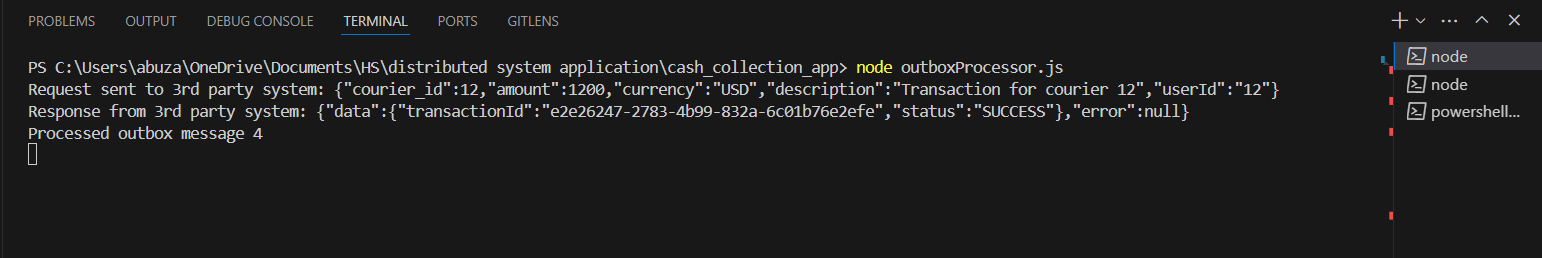 PROBLEMS OUTPUT DEBUG CONSOLE TERMINAL PORTS GITLENS
PS C:\Users\abuza\OneDrive\Documents\HS\distributed system application\cash_collection_app> node outboxProcessor.js
Request sent to 3rd party system: {"courier_id":12,"amount":1200,"currency":"USD","description":"Transaction for courier 12","userId":"12"}
Response from 3rd party system: {"data":{"transactionId":"e2e26247-2783-4b99-832a-6c01b76e2efe","status":"SUCCESS"},"error":null}
Processed outbox message 4
node
node
powershell...